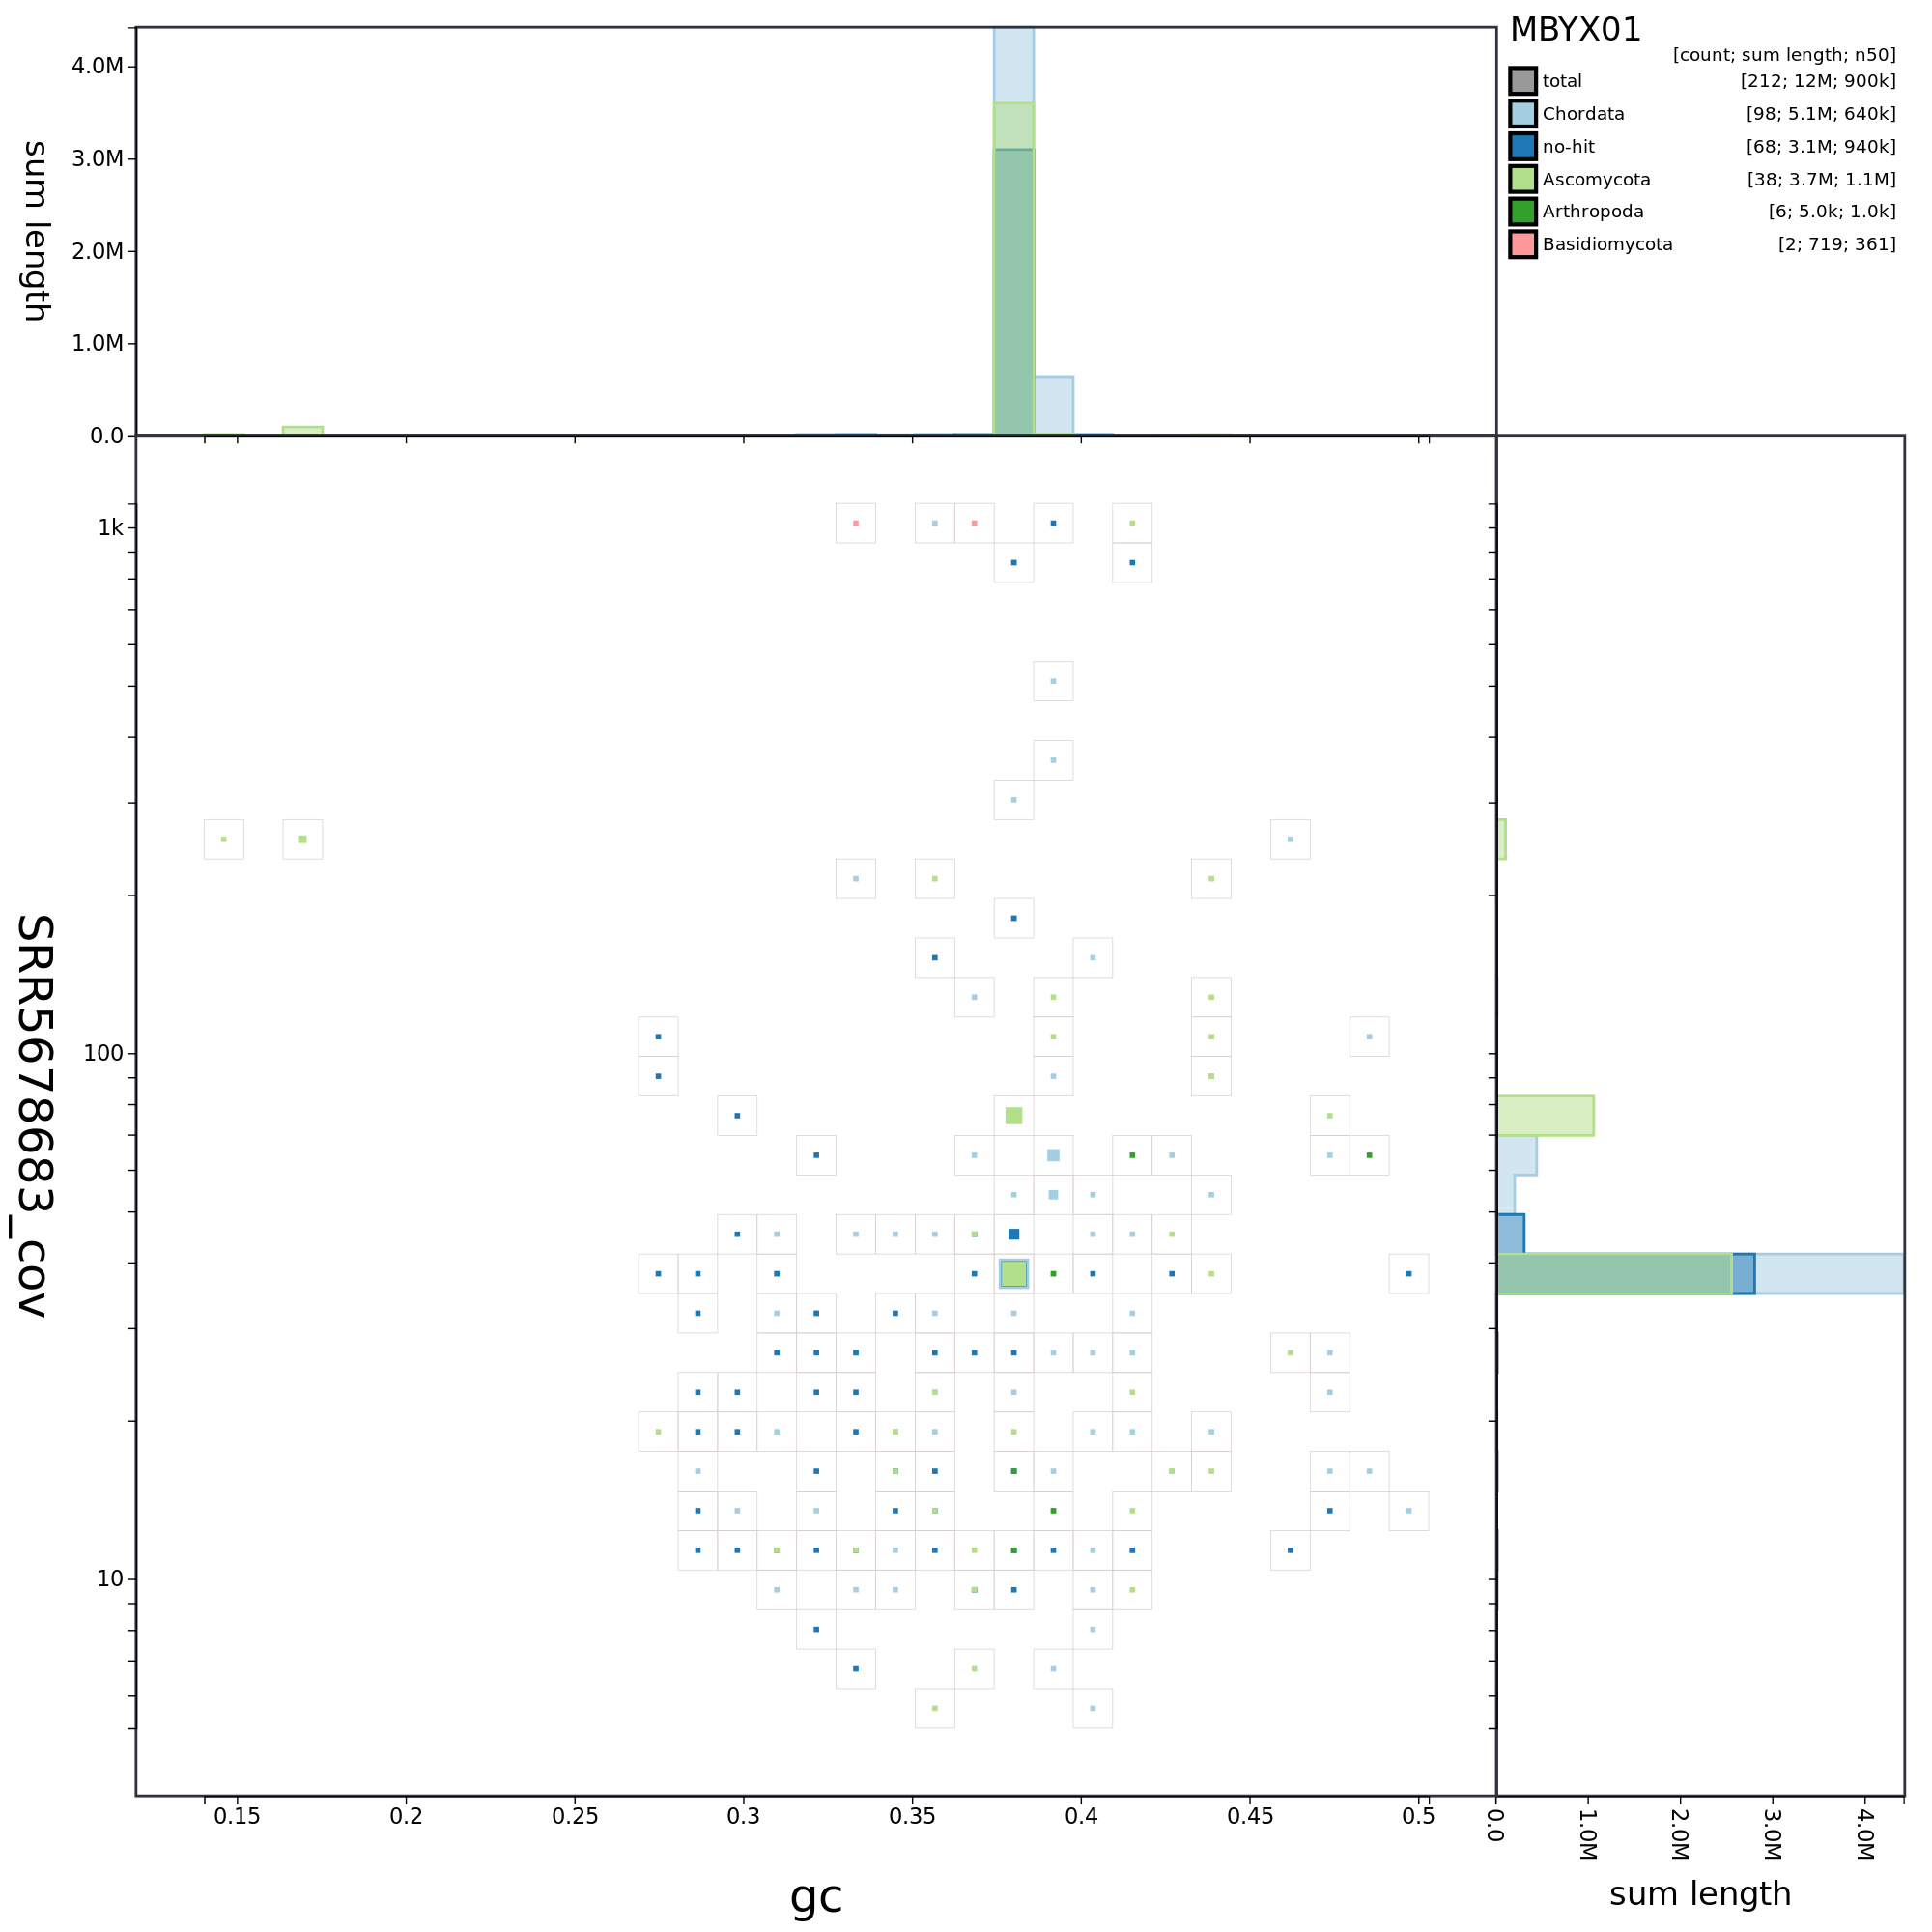 MBYX01
[count; sum length; n50]
total [212; 12M; 900k]
Chordata [98; 5.1M; 640k]
no-hit [68; 3.1M; 940k]
Ascomycota [38; 3.7M; 1.1M]
Arthropoda [6; 5.0k; 1.0k]
Basidiomycota [2; 719; 361]
sum length
4.0M
3.0M
2.0M
1.0M
0.0
SRR5678683_cov
1k
100
10
0.15 0.2 0.25 0.3 0.35 0.4 0.45 0.5
gc
0.0 1.0M 2.0M 3.0M 4.0M
sum length